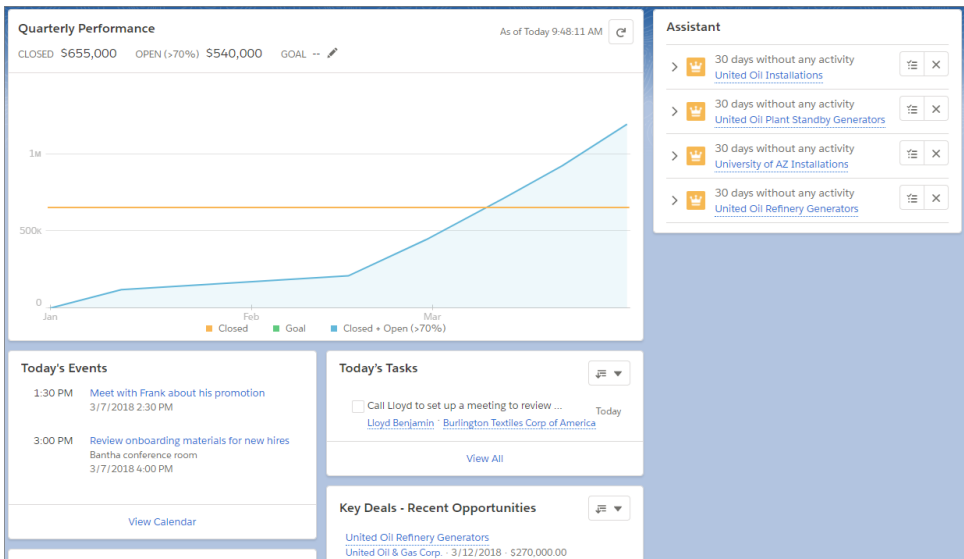 Quarterly Performance
As of Today 9:48:11 AM
CLOSED $655,000 OPEN (>70%) $540,000 GOAL --
1M
500K
0
Jan Feb Mar
Closed Goal Closed + Open (>70%)
Assistant
30 days without any activity
United Oil Installations
30 days without any activity
United Oil Plant Standby Generators
30 days without any activity
University of AZ Installations
30 days without any activity
United Oil Refinery Generators
Today's Events
1:30 PM Meet with Frank about his promotion
3/7/2018 2:30 PM
3:00 PM Review onboarding materials for new hires
Bantha conference room
3/7/2018 4:00 PM
View Calendar
Today's Tasks
Call Lloyd to set up a meeting to review ... Today
Lloyd Benjamin · Burlington Textiles Corp of America
View All
Key Deals - Recent Opportunities
United Oil Refinery Generators
United Oil & Gas Corp. · 3/12/2018 · $270,000.00